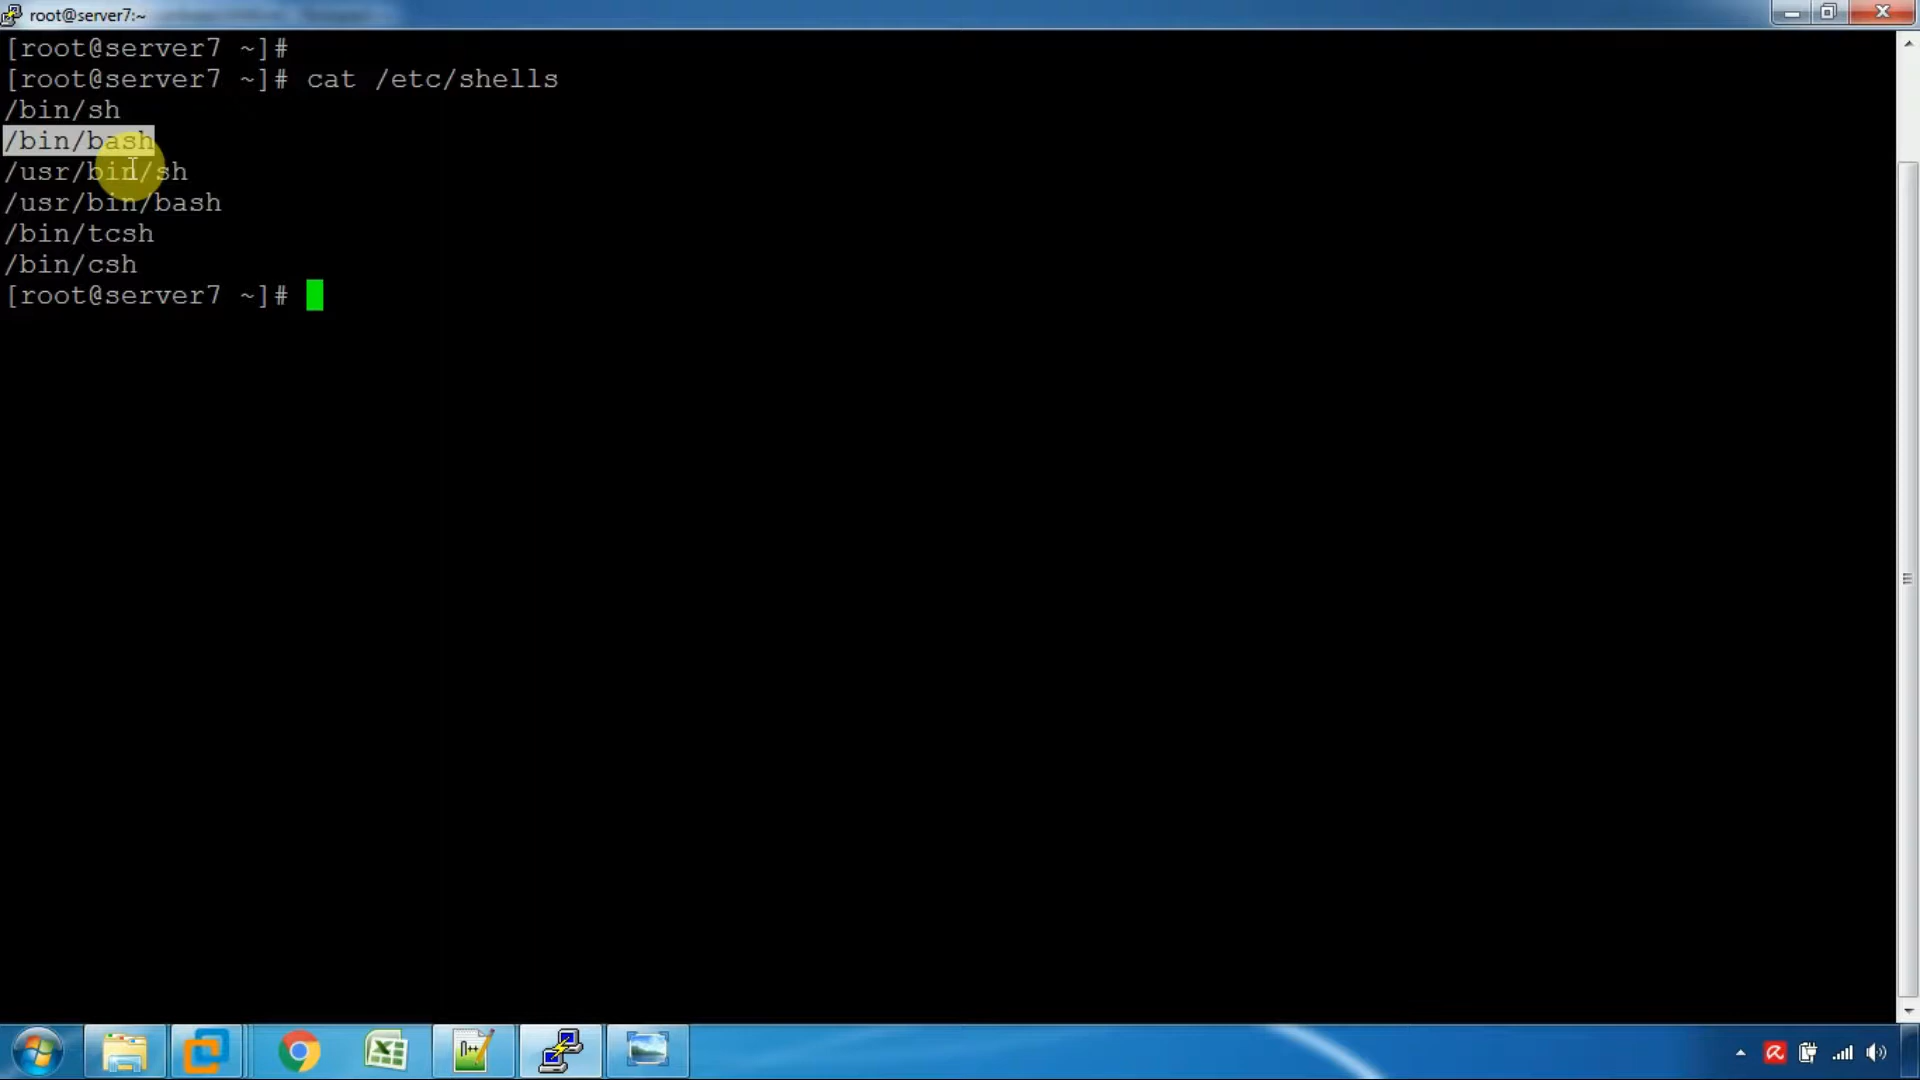 root@server7:~
[root@server7 ~]#
[root@server7 ~]# cat /etc/shells
/bin/sh
/bin/bash
/usr/bin/sh
/usr/bin/bash
/bin/tcsh
/bin/csh
[root@server7 ~]#